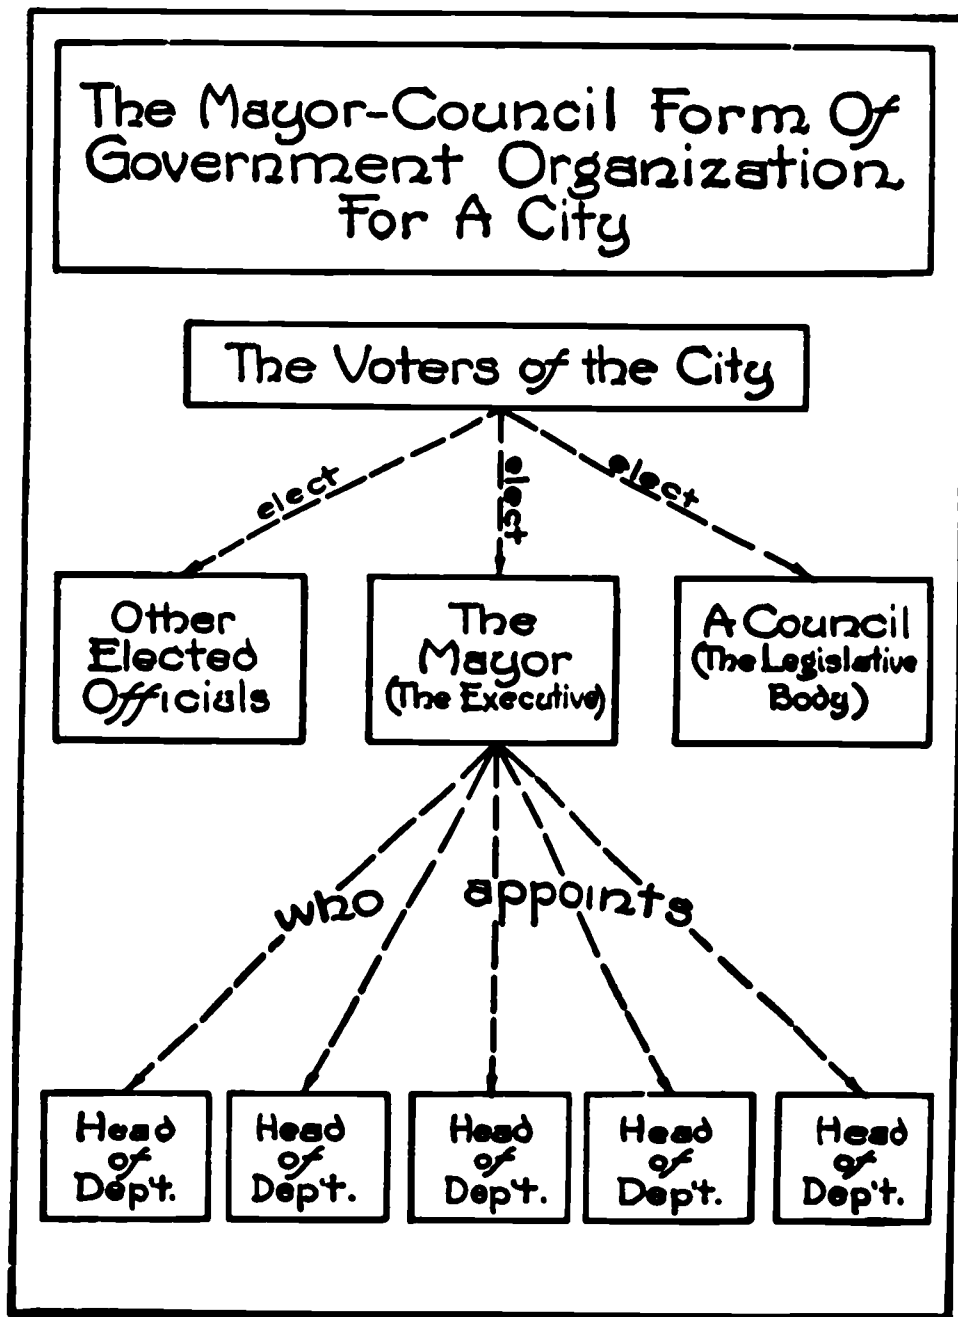 The Mayor-Council Form Of
Government Organization
For A City
The Voters of the City
elect
elect
elect
Other
Elected
Officials
The
Mayor
(The Executive)
A Council
(The Legislative
Body)
who appoints
Head
of
Dep't.
Head
of
Dep't.
Head
of
Dep't.
Head
of
Dep't.
Head
of
Dep't.